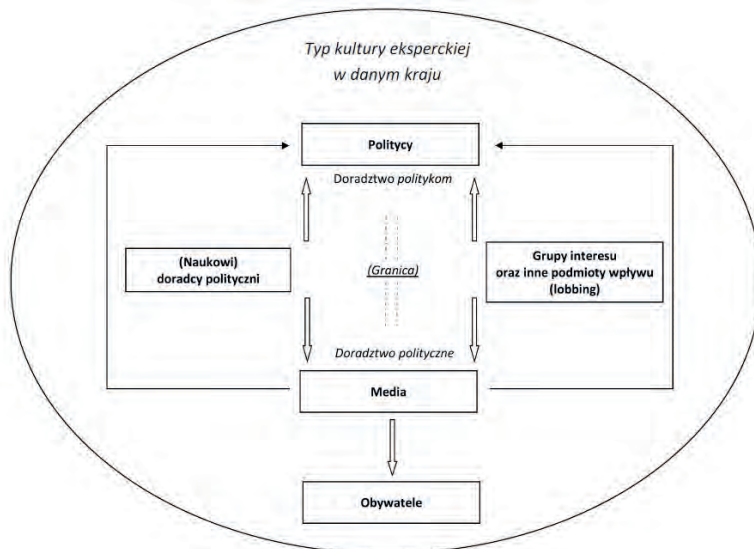 Typ kultury eksperckiej
w danym kraju
Politycy
Doradztwo politykom
(Naukowi)
doradcy polityczni
(Granica)
Grupy interesu
oraz inne podmioty wpływu
(lobbing)
Doradztwo polityczne
Media
Obywatele